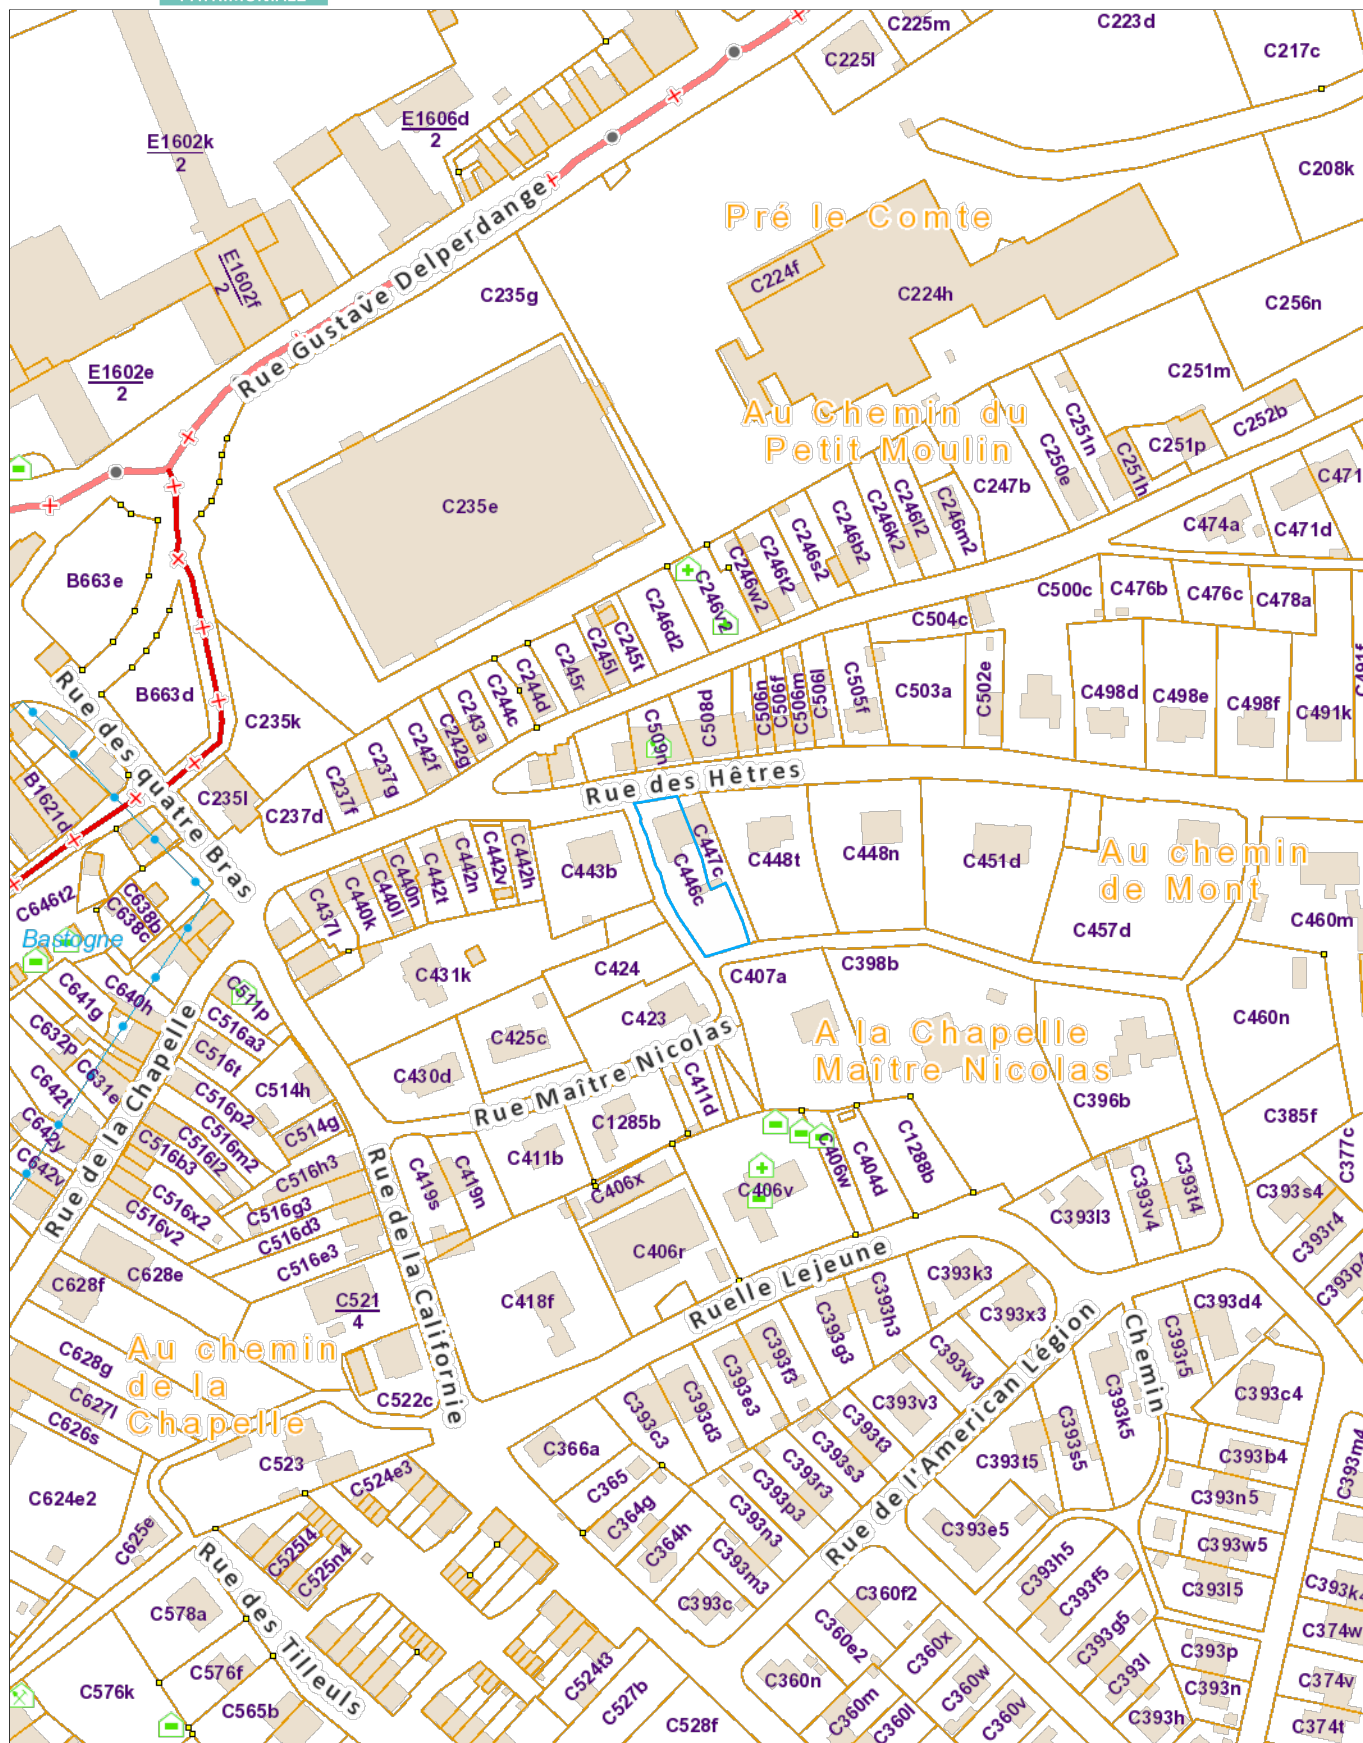 C225m
C223d
C217c
C225l
E1606d
2
E1602k
2
C208k
Pré le Comte
Rue Gustave Delperdange
E1602f
2
C224f
C224h
C235g
C256n
E1602e
2
C251m
Au Chemin du
Petit Moulin
C252b
C251n
C251p
C250e
C251h
C247b
C471
C235e
C246l2
C246k2
C246m2
C246b2
C246s2
C474a
C471d
C246t2
C246w2
B663e
C246v2
C500c
C476b
C476c
C478a
C504c
C246d2
C245t
C245l
C245r
B663d
C244d
C244c
C235k
C243a
C242g
C242f
C237g
C237f
C237d
C235l
Rue des quatre Bras
B1621d
C509n
C508p
C506n
C506f
C506m
C506l
C505f
C503a
C502e
C498d
C498e
C498f
C491k
Rue des Hêtres
C443b
C442h
C442v
C442n
C442t
C440n
C440l
C440k
C437l
C447c
C446c
C448t
C448n
C451d
Au chemin
de Mont
C457d
C460m
C646t2
C638b
C638c
Bastogne
C431k
C424
C423
C407a
C398b
C641g
C640h
C511p
C516a3
C516t
C632p
C631e
C642t
C642y
C642v
Rue de la Chapelle
C425c
C430d
Rue Maître Nicolas
A la Chapelle
Maître Nicolas
C460n
C514h
C514g
C516p2
C516m2
C516l2
C516b3
C516x2
C516v2
C516h3
C516g3
C516d3
C516e3
C411d
C1285b
C411b
C419s
C419n
C406x
C406r
C406v
C406w
C404d
C1288b
C396b
C385f
C377c
C393l3
C393v4
C393t4
C393s4
C393r4
C628f
C628e
C521
4
C418f
Rue de la Californie
Ruelle Lejeune
C393k3
C393h3
C393g3
C393x3
C393d4
C393r5
Chemin
C628g
Au chemin
de la
Chapelle
C627l
C626s
C522c
C393f3
C393e3
C393d3
C393c3
C393w3
C393v3
C393t3
C393s3
C393r3
C393p3
C393n3
C393m3
C393c4
C393k5
C393s5
C393t5
Rue de l'American Légion
C393b4
C393n5
C393m4
C366a
C365
C364g
C364h
C393c
C523
C524e3
C624e2
C625e
C525l4
C525n4
C393e5
C393h5
C393f5
C393w5
C393l5
C578a
Rue des Tilleuls
C576f
C576k
C565b
C524t3
C527b
C528f
C360f2
C360e2
C360x
C360n
C360m
C360l
C360w
C360v
C393g5
C393l
C393p
C393n
C393h
C374w
C374v
C374t